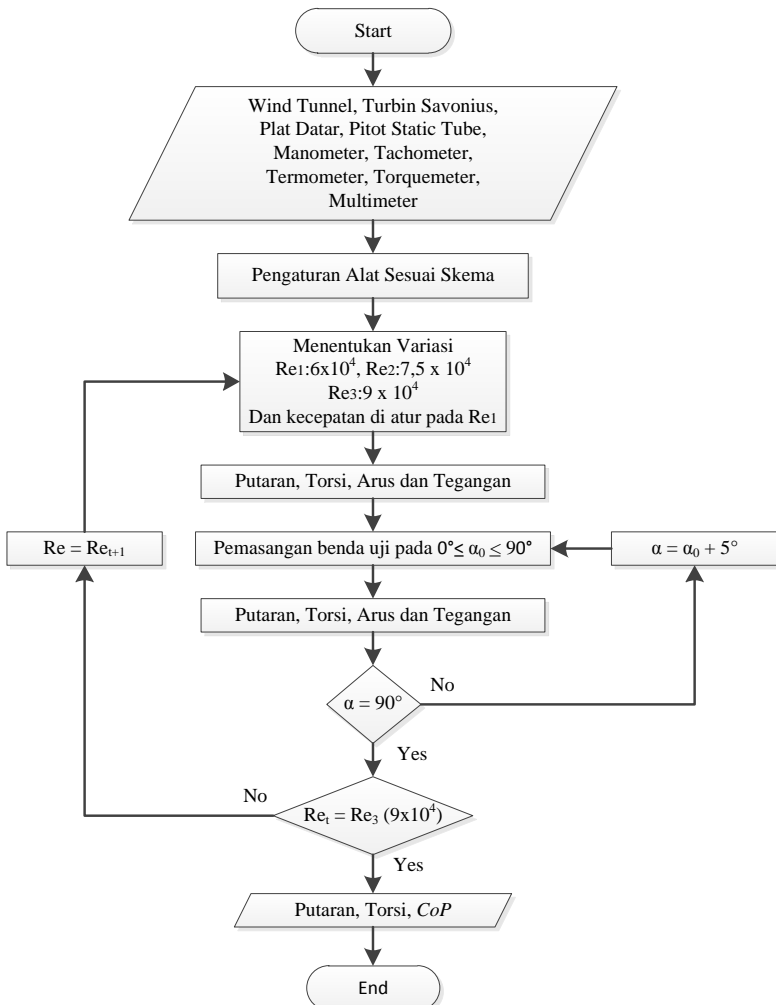 Start
Wind Tunnel, Turbin Savonius,
Plat Datar, Pitot Static Tube,
Manometer, Tachometer,
Termometer, Torquemeter,
Multimeter
Pengaturan Alat Sesuai Skema
Menentukan Variasi
Re1:6x10⁴, Re2:7,5 x 10⁴
Re3:9 x 10⁴
Dan kecepatan di atur pada Re1
Putaran, Torsi, Arus dan Tegangan
Re = Reₜ₊₁
Pemasangan benda uji pada 0°≤ α₀ ≤ 90°
α = α₀ + 5°
Putaran, Torsi, Arus dan Tegangan
α = 90°
No
Yes
Reₜ = Re₃ (9x10⁴)
No
Yes
Putaran, Torsi, CoP
End